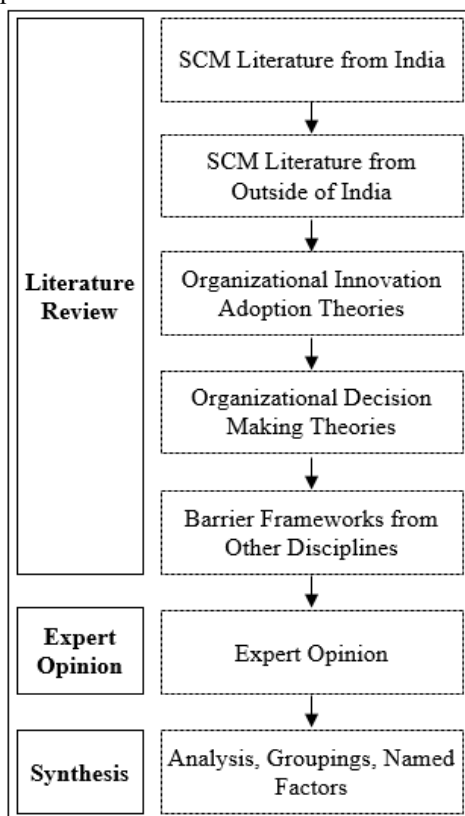 SCM Literature from India
SCM Literature from
Outside of India
Literature
Review
Organizational Innovation
Adoption Theories
Organizational Decision
Making Theories
Barrier Frameworks from
Other Disciplines
Expert
Opinion
Expert Opinion
Synthesis
Analysis, Groupings, Named
Factors